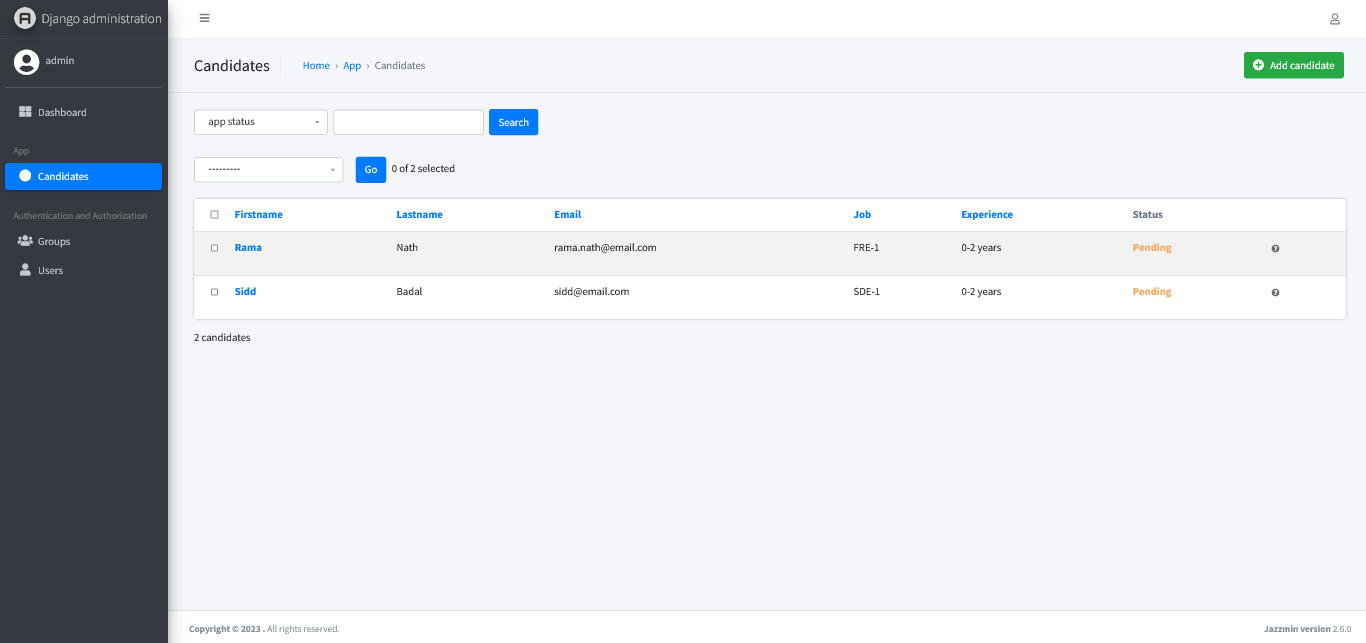 Django administration
admin
Dashboard
App
Candidates
Authentication and Authorization
Groups
Users
Candidates
Home › App › Candidates
Add candidate
app status
Search
---------
Go
0 of 2 selected
Firstname Lastname Email Job Experience Status
Rama Nath rama.nath@email.com FRE-1 0-2 years Pending
Sidd Badal sidd@email.com SDE-1 0-2 years Pending
2 candidates
Copyright © 2023 . All rights reserved.
Jazzmin version 2.6.0